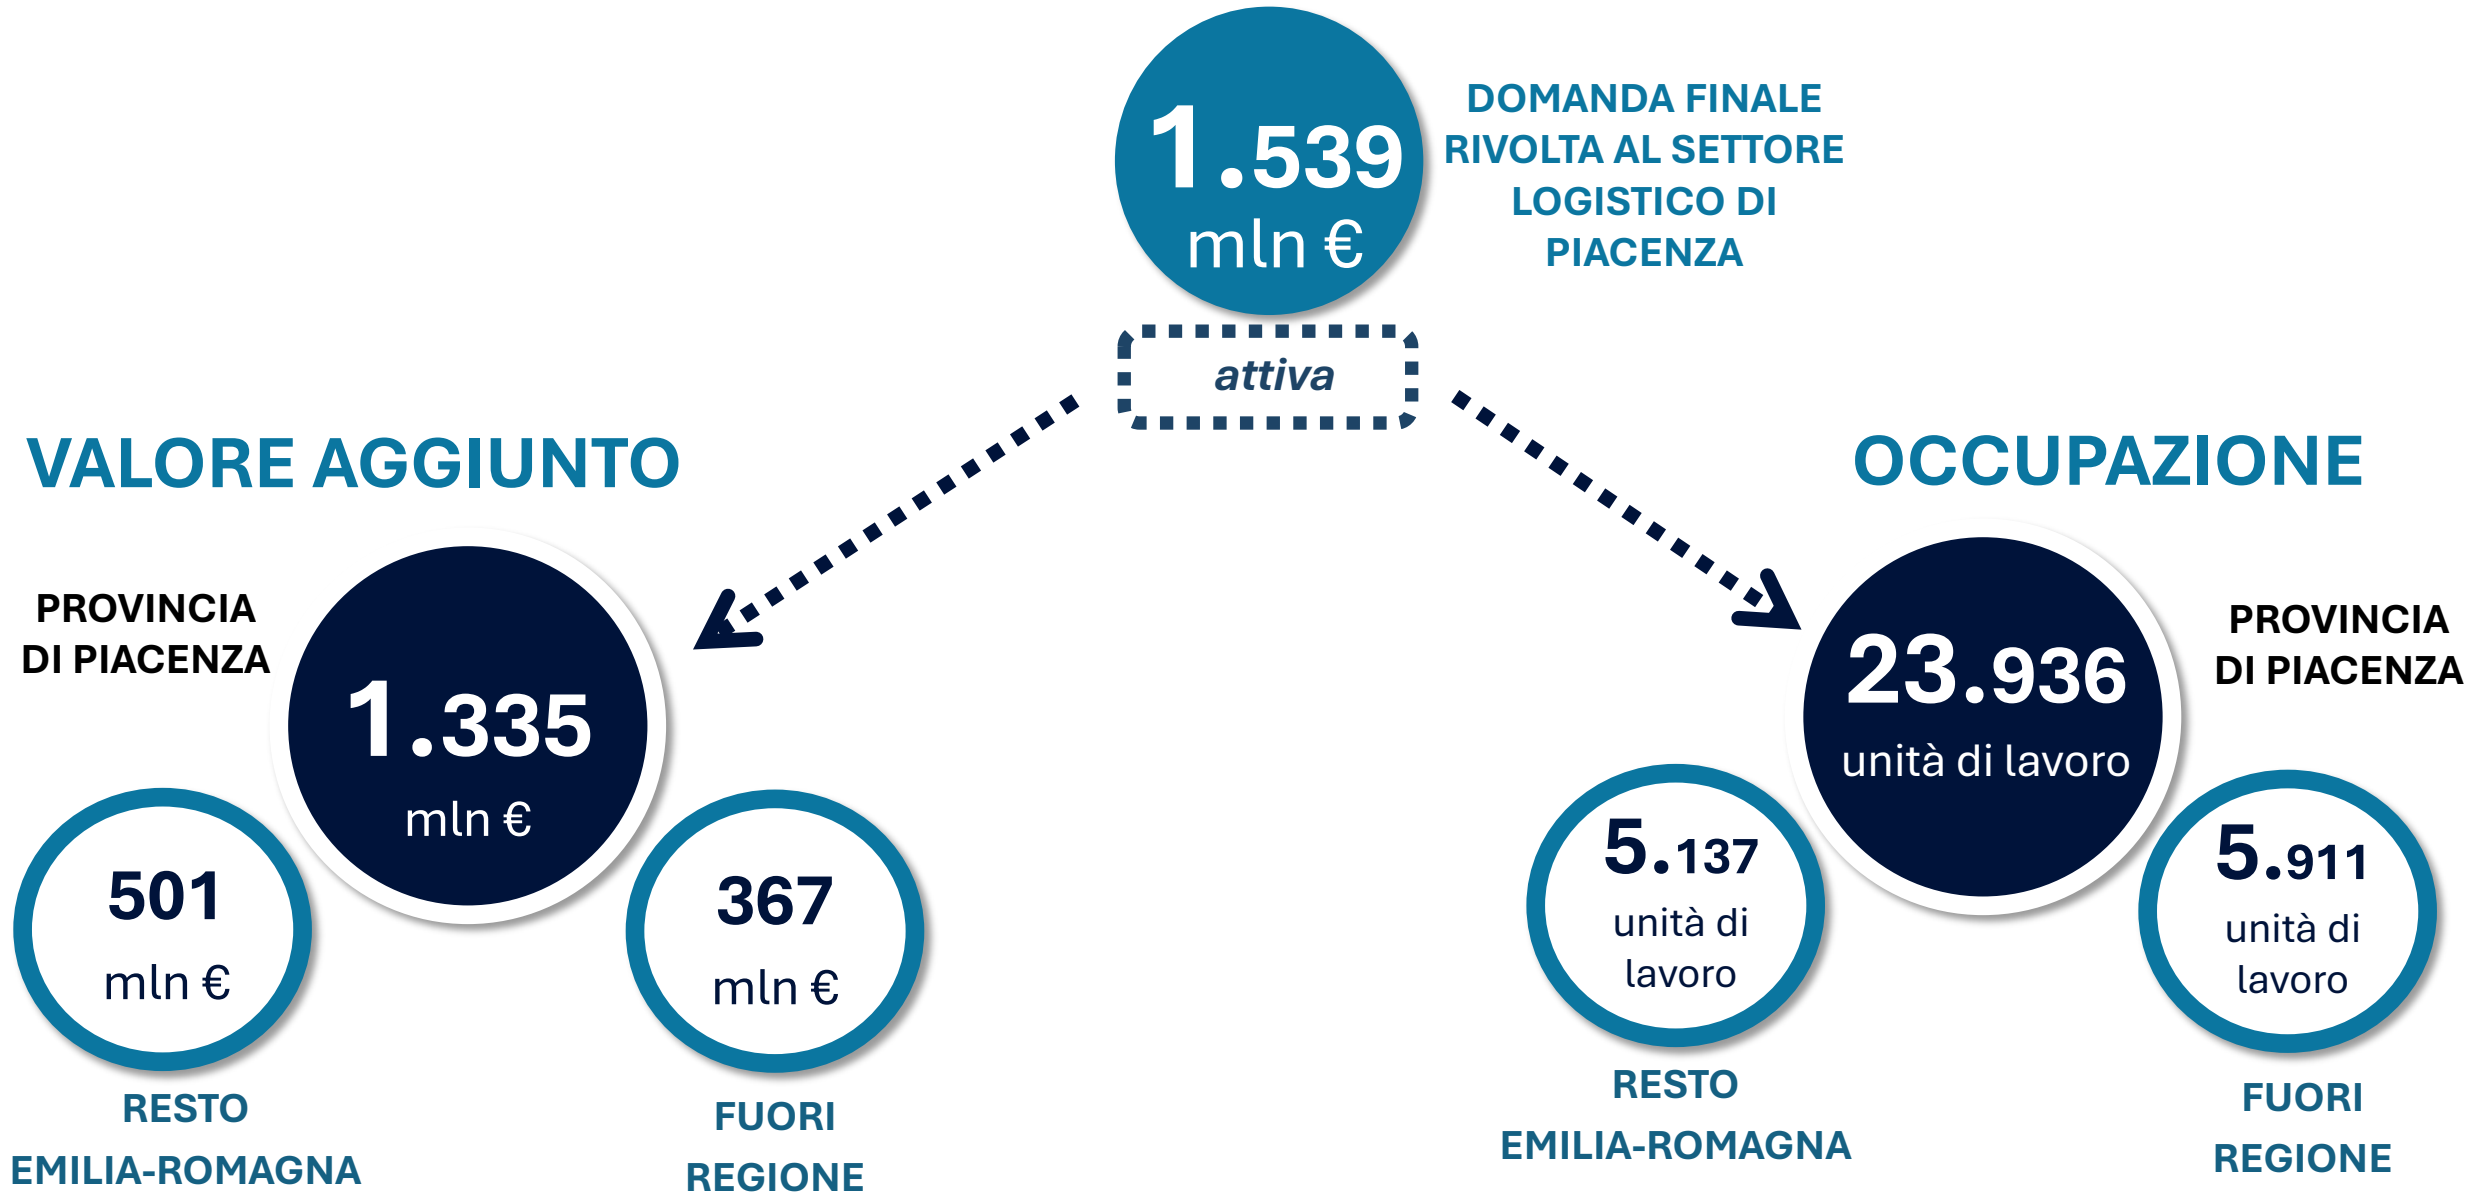 1.539
mln €
DOMANDA FINALE
RIVOLTA AL SETTORE
LOGISTICO DI
PIACENZA
attiva
VALORE AGGIUNTO
PROVINCIA
DI PIACENZA
1.335
mln €
501
mln €
RESTO
EMILIA-ROMAGNA
367
mln €
FUORI
REGIONE
OCCUPAZIONE
23.936
unità di lavoro
PROVINCIA
DI PIACENZA
5.137
unità di
lavoro
RESTO
EMILIA-ROMAGNA
5.911
unità di
lavoro
FUORI
REGIONE